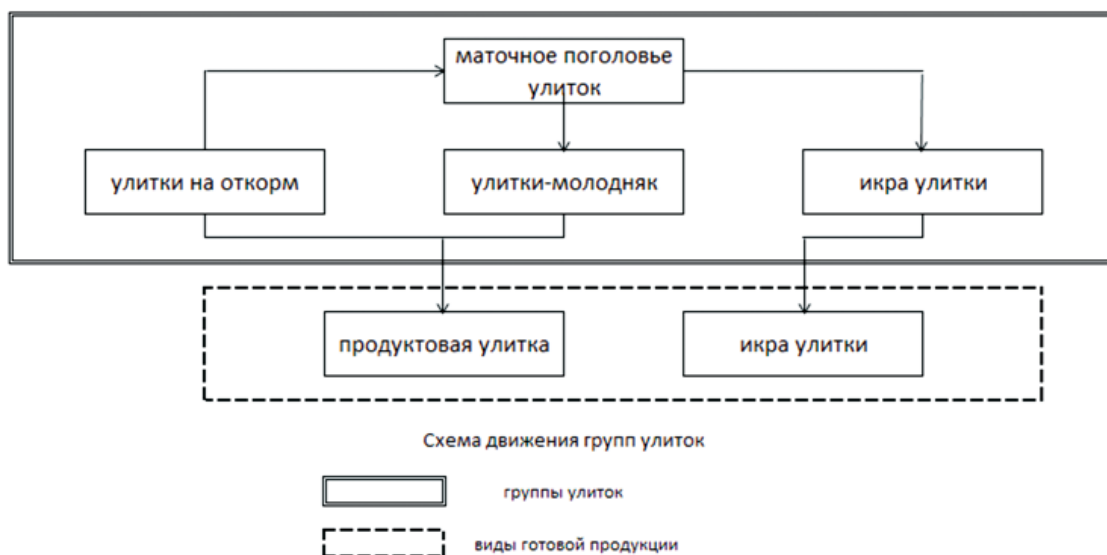 маточное поголовье
улиток
улитки на откорм
улитки-молодняк
икра улитки
продуктовая улитка
икра улитки
Схема движения групп улиток
группы улиток
виды готовой продукции